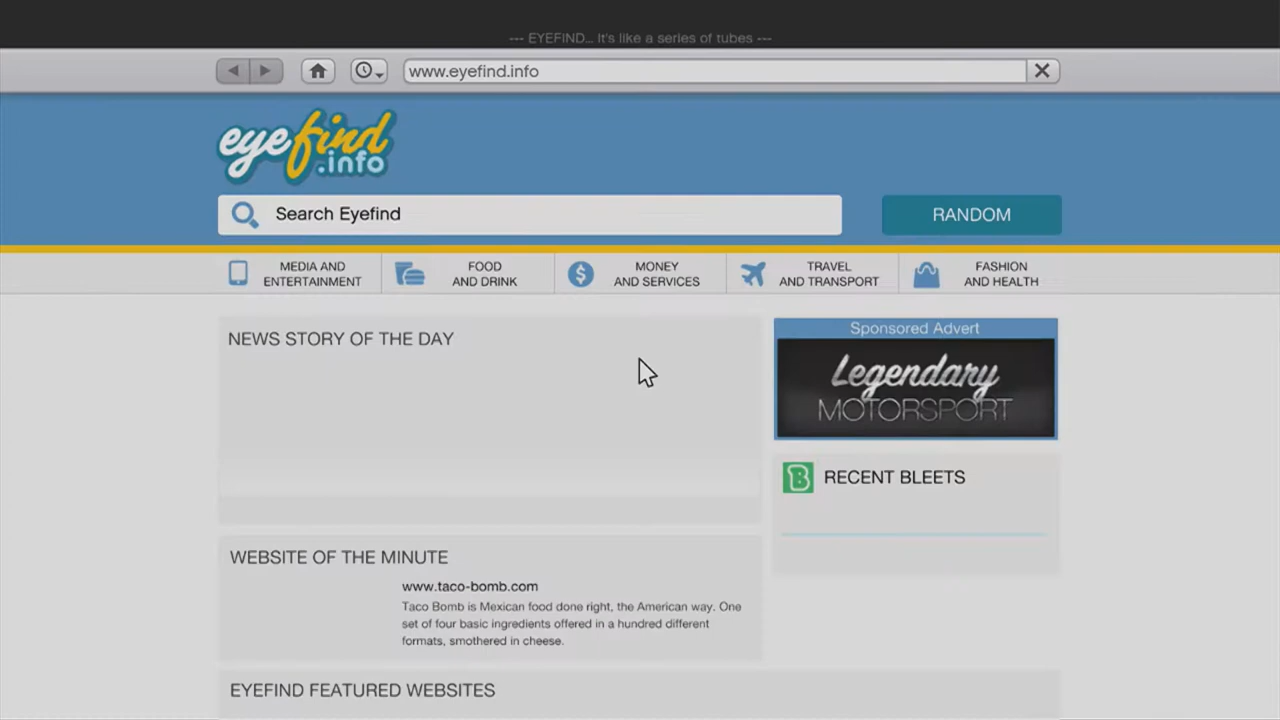 --- EYEFIND... It's like a series of tubes ---
www.eyefind.info
eyefind
.info
Search Eyefind
RANDOM
MEDIA AND
ENTERTAINMENT
FOOD
AND DRINK
MONEY
AND SERVICES
TRAVEL
AND TRANSPORT
FASHION
AND HEALTH
NEWS STORY OF THE DAY
Sponsored Advert
Legendary
MOTORSPORT
B
RECENT BLEETS
WEBSITE OF THE MINUTE
www.taco-bomb.com
Taco Bomb is Mexican food done right, the American way. One
set of four basic ingredients offered in a hundred different
formats, smothered in cheese.
EYEFIND FEATURED WEBSITES